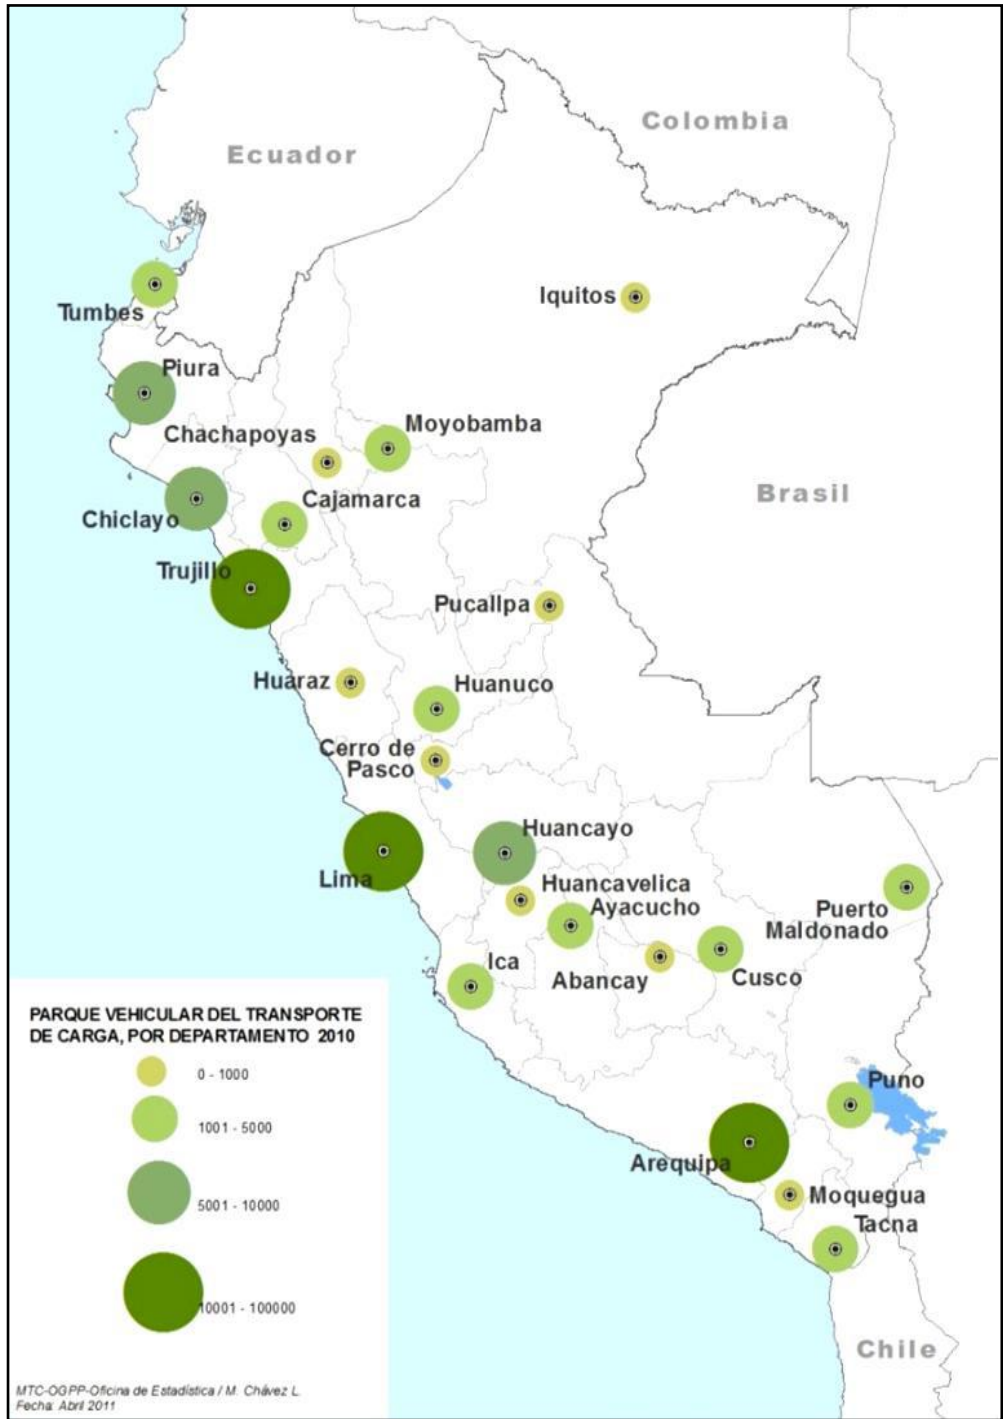 Colombia
Ecuador
Iquitos
Tumbes
Piura
Moyobamba
Chachapoyas
Brasil
Cajamarca
Chiclayo
Trujillo
Pucallpa
Huaraz
Huanuco
Cerro de
Pasco
Huancayo
Lima
Huancavelica
Ayacucho
Puerto
Maldonado
Ica
Abancay
Cusco
Puno
Arequipa
Moquegua
Tacna
Chile
PARQUE VEHICULAR DEL TRANSPORTE
DE CARGA, POR DEPARTAMENTO 2010
0 - 1000
1001 - 5000
5001 - 10000
10001 - 100000
MTC-OGPP-Oficina de Estadística / M. Chávez L.
Fecha: Abril 2011